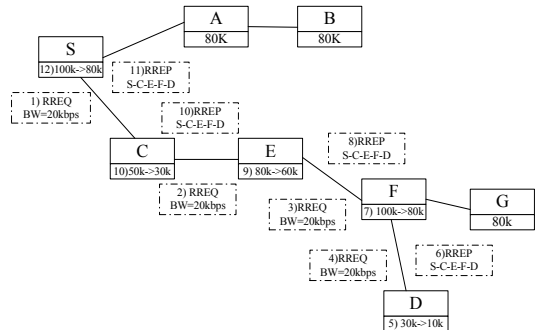 A
80K
B
80K
S
12)100k->80k
11)RREP
S-C-E-F-D
1) RREQ
BW=20kbps
10)RREP
S-C-E-F-D
C
10)50k->30k
E
9) 80k->60k
8)RREP
S-C-E-F-D
2) RREQ
BW=20kbps
3)RREQ
BW=20kbps
F
7) 100k->80k
G
80k
4)RREQ
BW=20kbps
6)RREP
S-C-E-F-D
D
5) 30k->10k